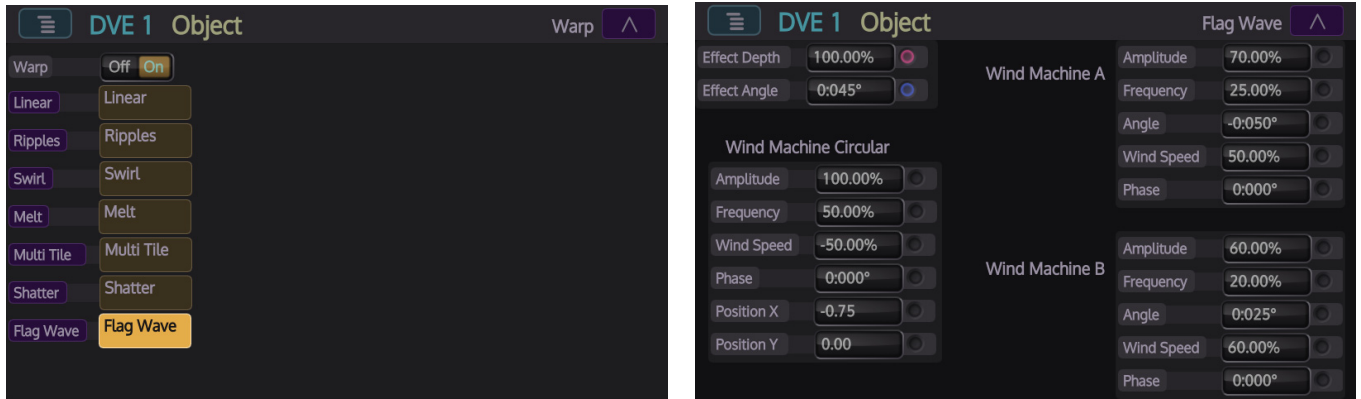 DVE 1 Object
Warp
Warp Off On
Linear Linear
Ripples Ripples
Swirl Swirl
Melt Melt
Multi Tile Multi Tile
Shatter Shatter
Flag Wave Flag Wave
DVE 1 Object
Flag Wave
Effect Depth 100.00%
Effect Angle 0:045°
Wind Machine Circular
Amplitude 100.00%
Frequency 50.00%
Wind Speed -50.00%
Phase 0:000°
Position X -0.75
Position Y 0.00
Wind Machine A
Amplitude 70.00%
Frequency 25.00%
Angle -0:050°
Wind Speed 50.00%
Phase 0:000°
Wind Machine B
Amplitude 60.00%
Frequency 20.00%
Angle 0:025°
Wind Speed 60.00%
Phase 0:000°